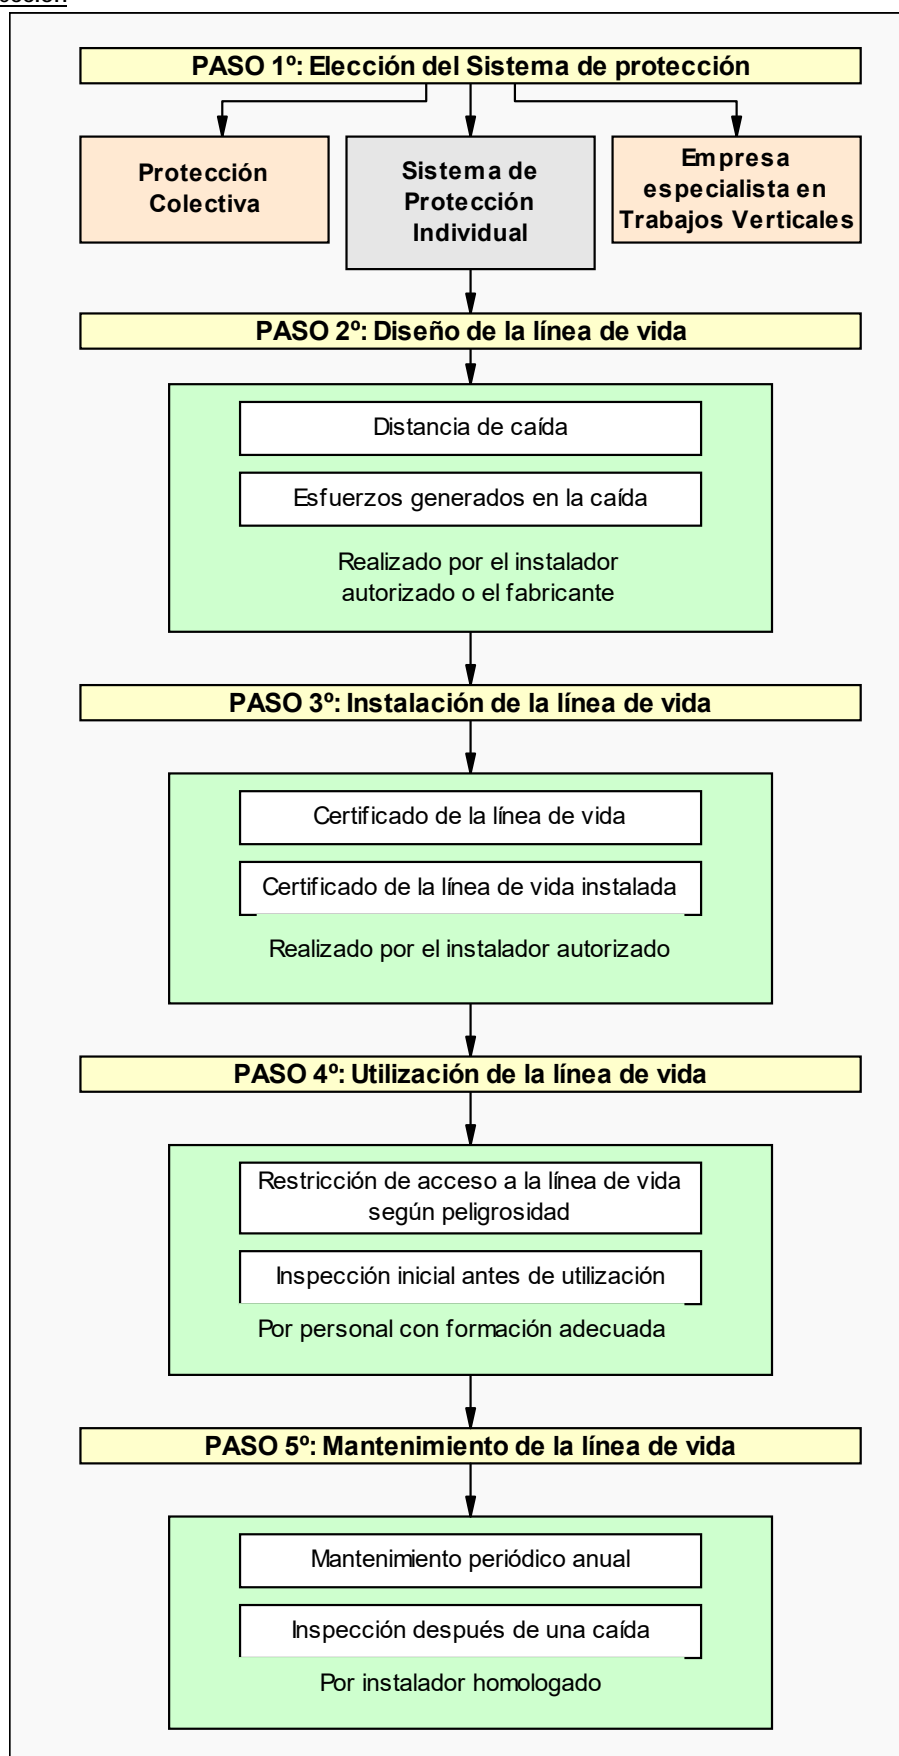 PASO 1º: Elección del Sistema de protección
Protección
Colectiva
Sistema de
Protección
Individual
Empresa
especialista en
Trabajos Verticales
PASO 2º: Diseño de la línea de vida
Distancia de caída
Esfuerzos generados en la caída
Realizado por el instalador
autorizado o el fabricante
PASO 3º: Instalación de la línea de vida
Certificado de la línea de vida
Certificado de la línea de vida instalada
Realizado por el instalador autorizado
PASO 4º: Utilización de la línea de vida
Restricción de acceso a la línea de vida
según peligrosidad
Inspección inicial antes de utilización
Por personal con formación adecuada
PASO 5º: Mantenimiento de la línea de vida
Mantenimiento periódico anual
Inspección después de una caída
Por instalador homologado